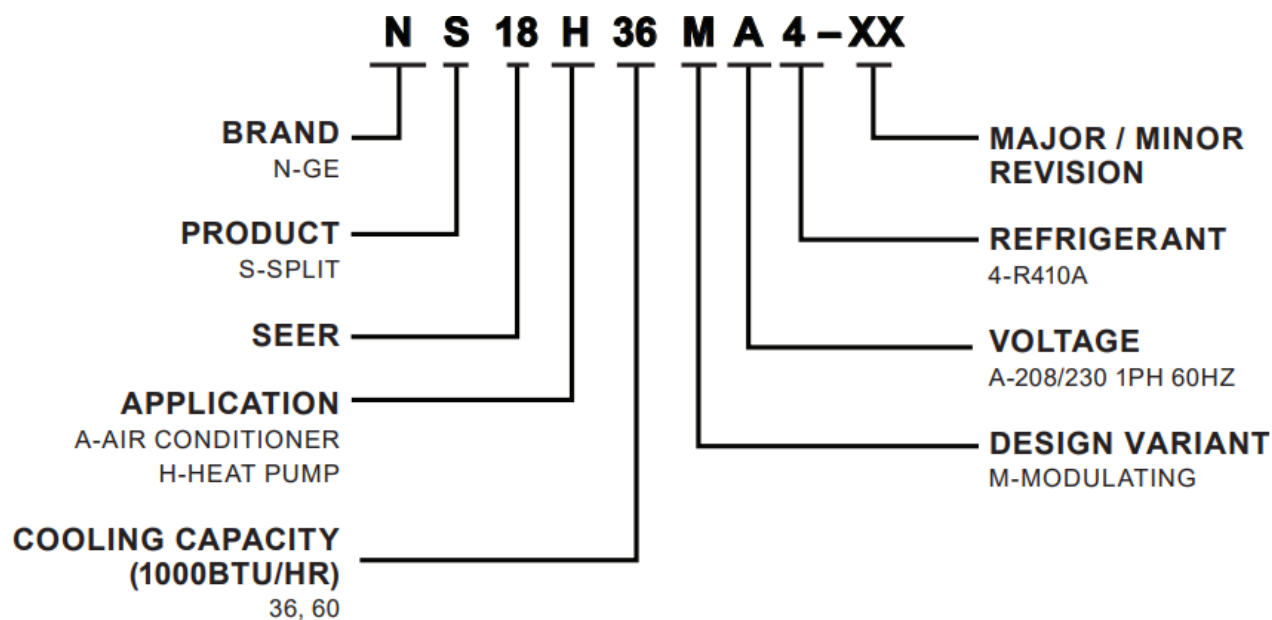 N S 18 H 36 M A 4 – XX
BRAND
N-GE
PRODUCT
S-SPLIT
SEER
APPLICATION
A-AIR CONDITIONER
H-HEAT PUMP
COOLING CAPACITY
(1000BTU/HR)
36, 60
MAJOR / MINOR
REVISION
REFRIGERANT
4-R410A
VOLTAGE
A-208/230 1PH 60HZ
DESIGN VARIANT
M-MODULATING